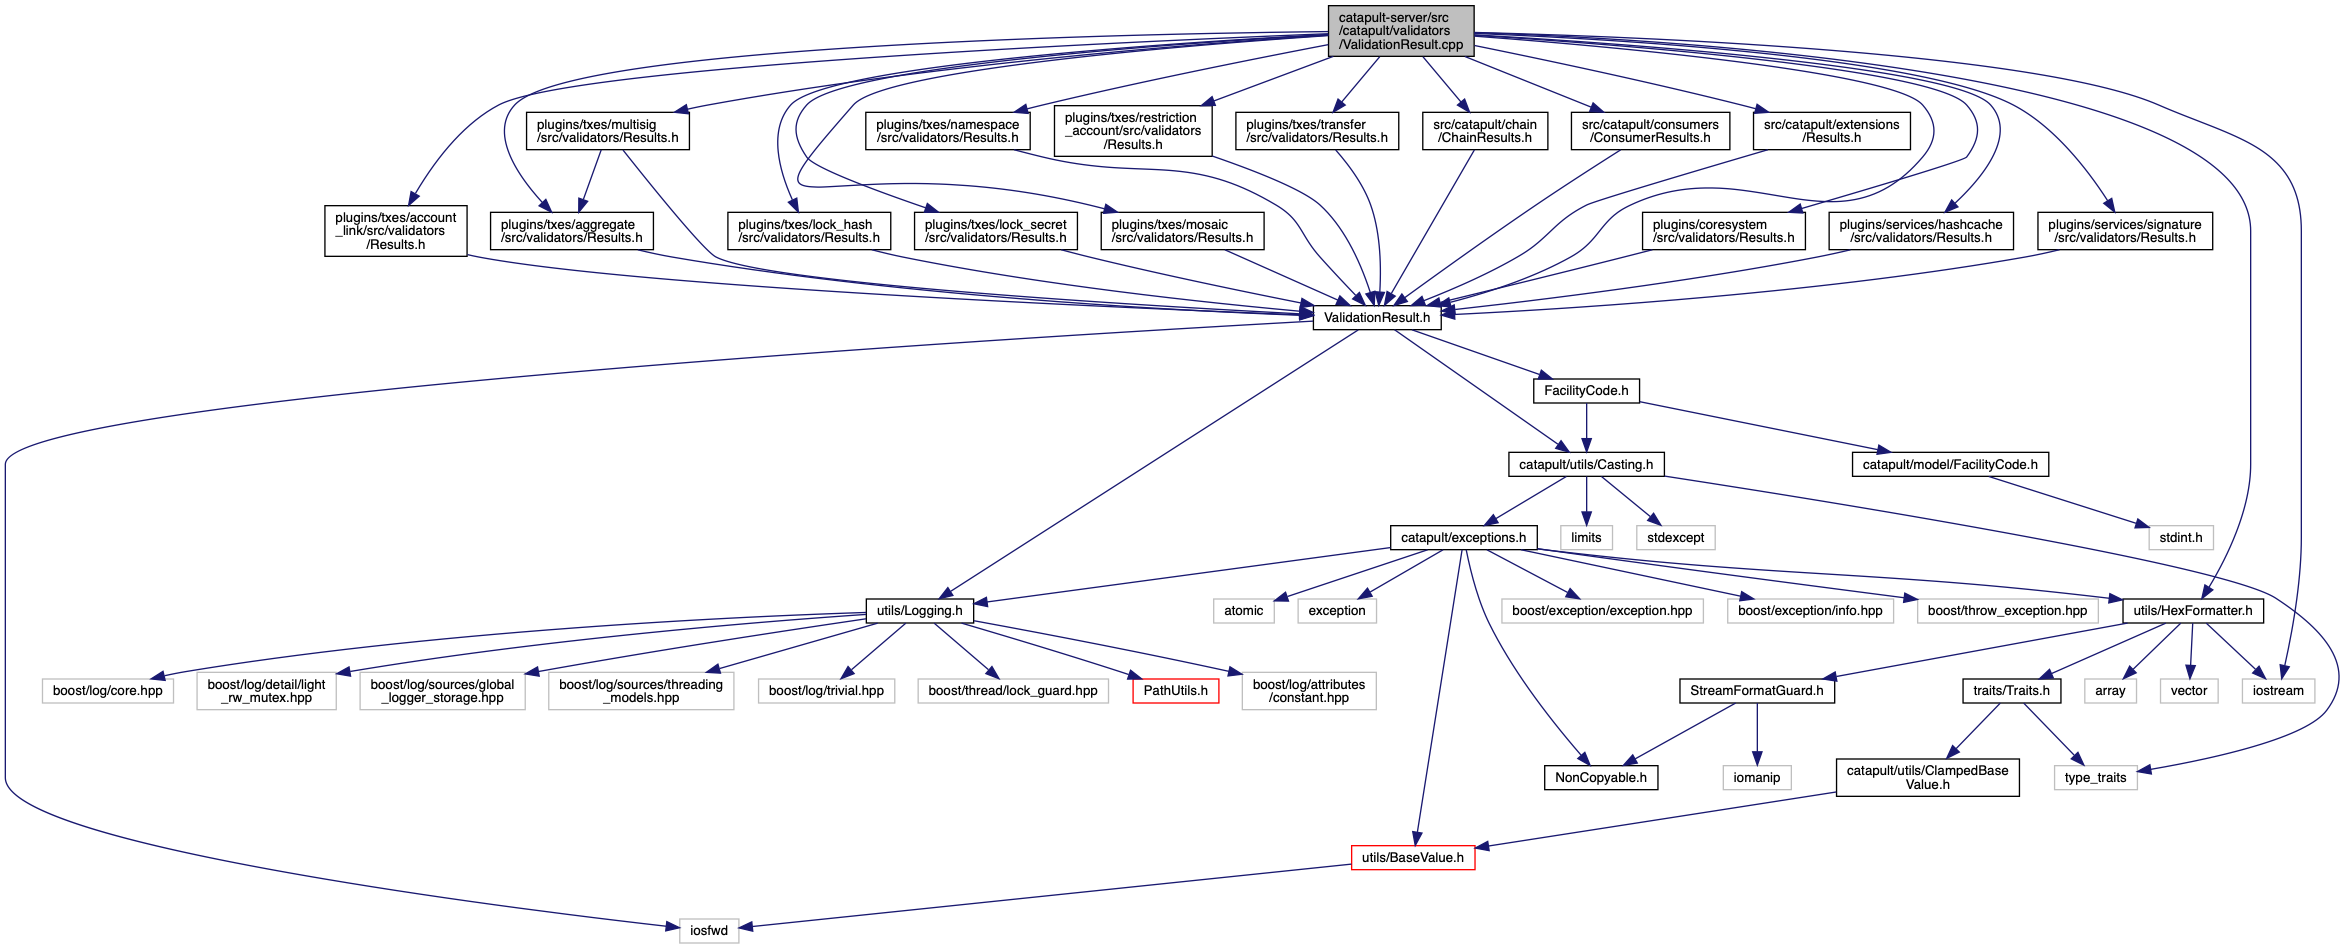 catapult-server/src
/catapult/validators
/ValidationResult.cpp
plugins/txes/multisig
/src/validators/Results.h
plugins/txes/namespace
/src/validators/Results.h
plugins/txes/restriction
_account/src/validators
/Results.h
plugins/txes/transfer
/src/validators/Results.h
src/catapult/chain
/ChainResults.h
src/catapult/consumers
/ConsumerResults.h
src/catapult/extensions
/Results.h
plugins/txes/account
_link/src/validators
/Results.h
plugins/txes/aggregate
/src/validators/Results.h
plugins/txes/lock_hash
/src/validators/Results.h
plugins/txes/lock_secret
/src/validators/Results.h
plugins/txes/mosaic
/src/validators/Results.h
plugins/coresystem
/src/validators/Results.h
plugins/services/hashcache
/src/validators/Results.h
plugins/services/signature
/src/validators/Results.h
ValidationResult.h
FacilityCode.h
catapult/utils/Casting.h
catapult/model/FacilityCode.h
catapult/exceptions.h
limits
stdexcept
stdint.h
utils/Logging.h
atomic
exception
boost/exception/exception.hpp
boost/exception/info.hpp
boost/throw_exception.hpp
utils/HexFormatter.h
boost/log/core.hpp
boost/log/detail/light
_rw_mutex.hpp
boost/log/sources/global
_logger_storage.hpp
boost/log/sources/threading
_models.hpp
boost/log/trivial.hpp
boost/thread/lock_guard.hpp
PathUtils.h
boost/log/attributes
/constant.hpp
StreamFormatGuard.h
traits/Traits.h
array
vector
iostream
NonCopyable.h
iomanip
catapult/utils/ClampedBase
Value.h
type_traits
utils/BaseValue.h
iosfwd